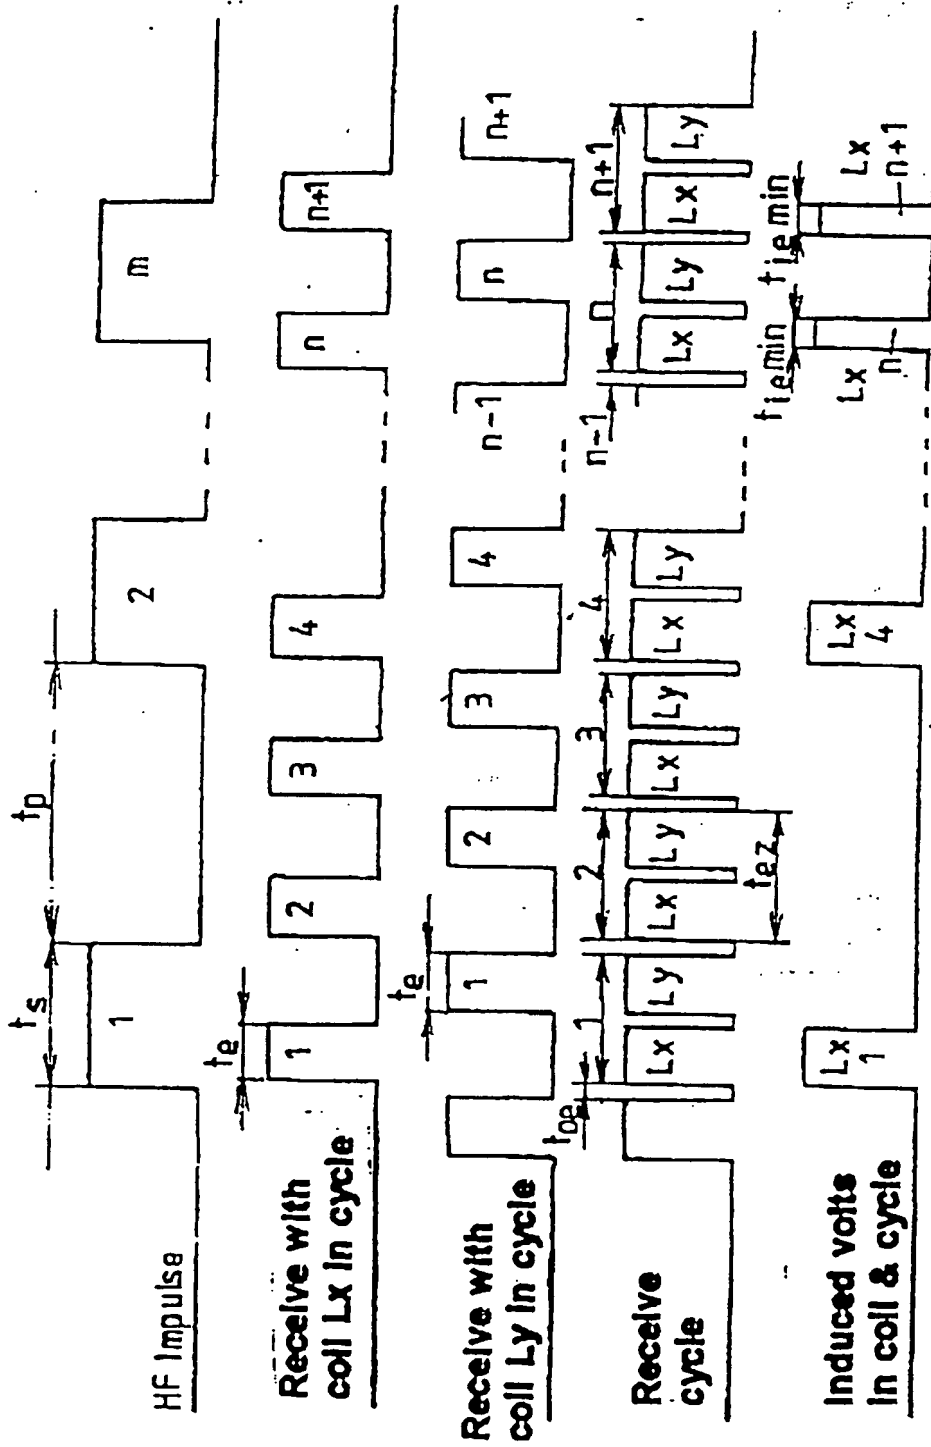 t_s
t_p
HF Impulse
1
2
m
t_e
Receive with
coil Lx in cycle
1
2
3
4
n
n+1
t_e
Receive with
coil Ly in cycle
1
2
3
4
n-1
n
n+1
t_oe
1
2
3
4
n-1
n
n+1
Receive
cycle
Lx
Ly
Lx
Ly
Lx
Ly
Lx
Ly
Lx
Ly
Lx
Ly
t_ez
t_ie min
t_ie min
Induced volts
in coil & cycle
Lx
1
Lx
4
Lx
n
Lx
n+1